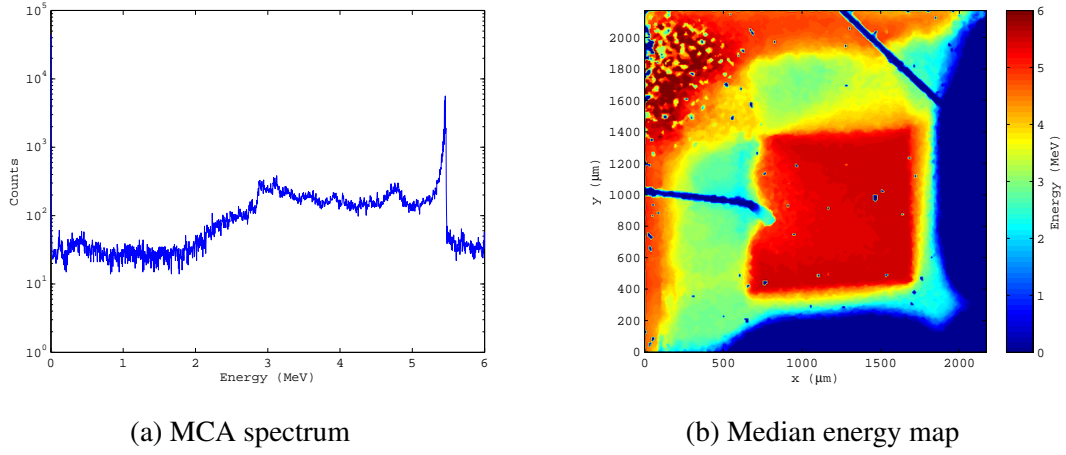 10^5
10^4
10^3
10^2
10^1
10^0
Counts
0 1 2 3 4 5 6
Energy (MeV)
(a) MCA spectrum
2000
1800
1600
1400
1200
1000
800
600
400
200
0
y (μm)
0 500 1000 1500 2000
x (μm)
6
5
4
3
2
1
0
Energy (MeV)
(b) Median energy map